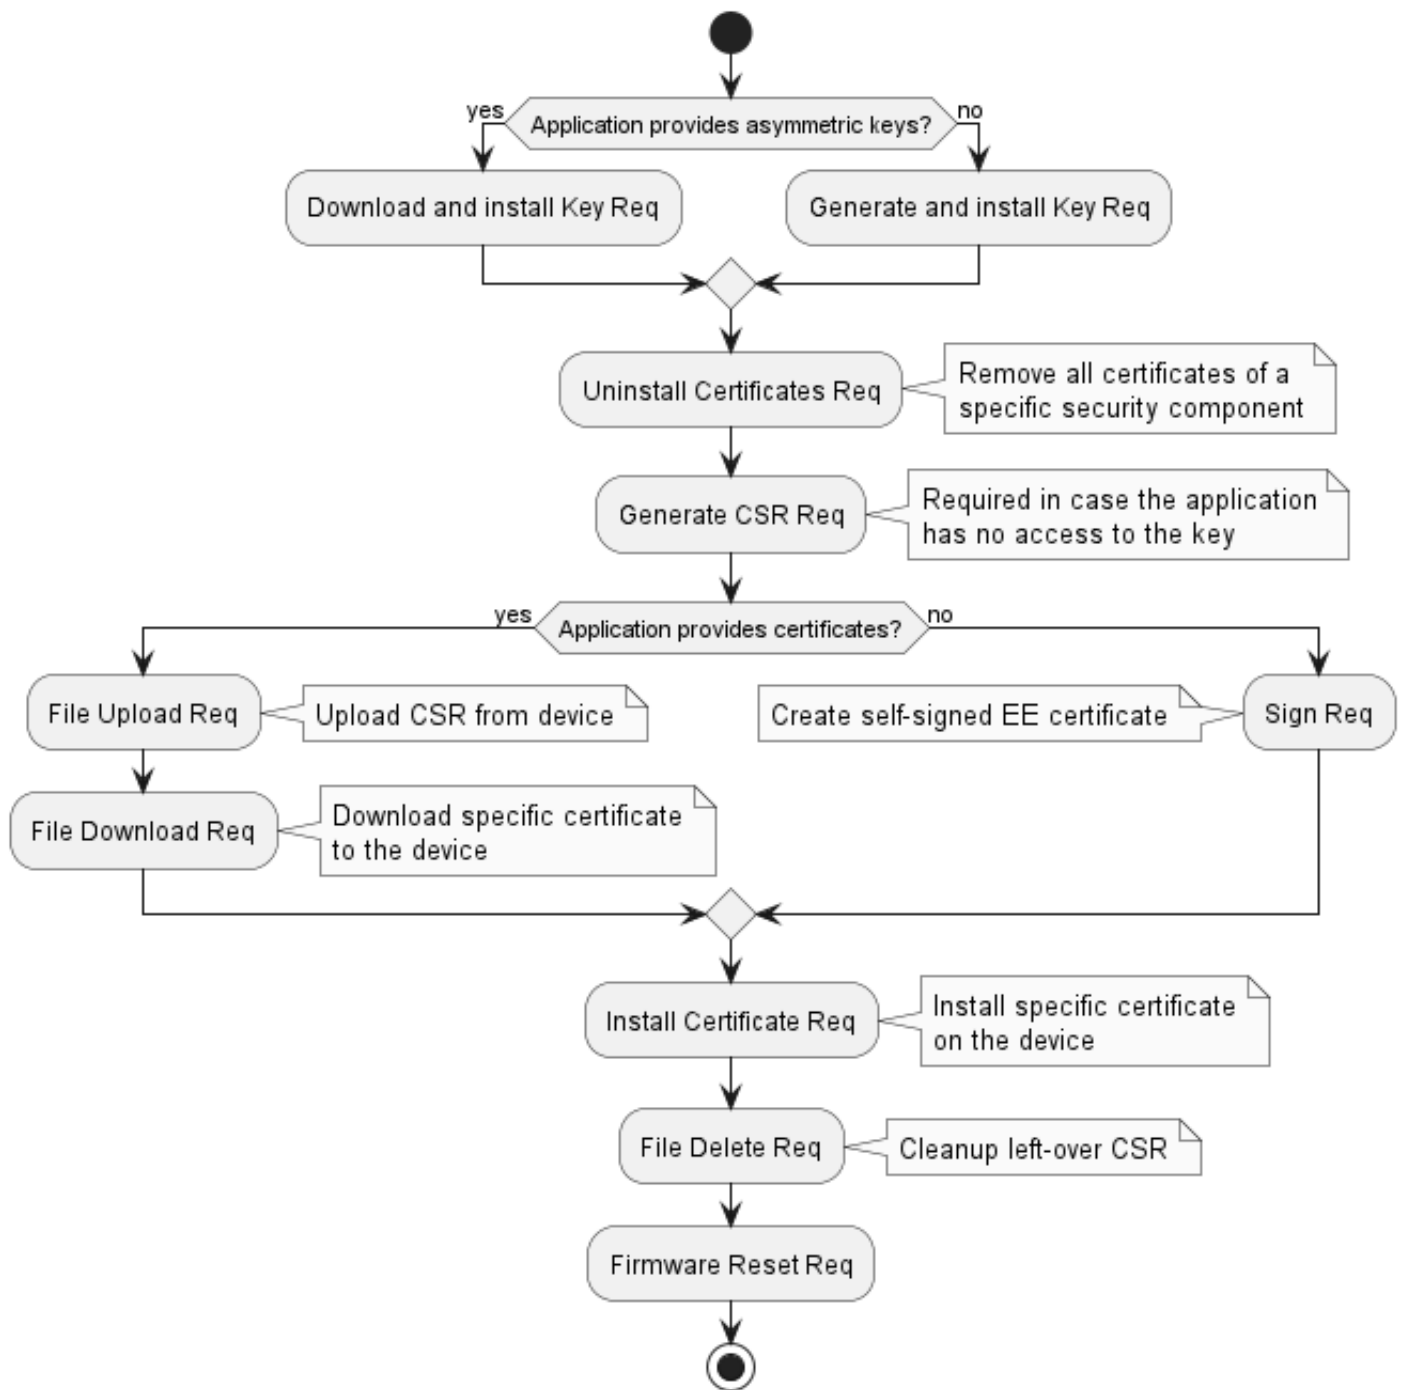 yes
no
Application provides asymmetric keys?
Download and install Key Req
Generate and install Key Req
Uninstall Certificates Req
Remove all certificates of a
specific security component
Generate CSR Req
Required in case the application
has no access to the key
yes
no
Application provides certificates?
File Upload Req
Upload CSR from device
Create self-signed EE certificate
Sign Req
File Download Req
Download specific certificate
to the device
Install Certificate Req
Install specific certificate
on the device
File Delete Req
Cleanup left-over CSR
Firmware Reset Req